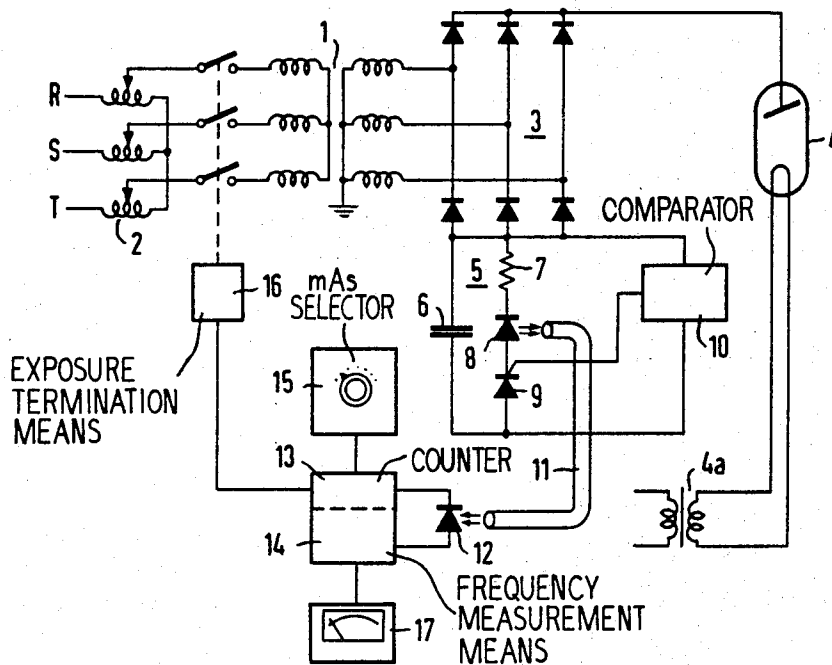 1
R
S
T
2
3
4
COMPARATOR
5
7
6
8
9
10
16
mAs
SELECTOR
15
EXPOSURE
TERMINATION
MEANS
13
COUNTER
11
4a
14
12
FREQUENCY
MEASUREMENT
MEANS
17